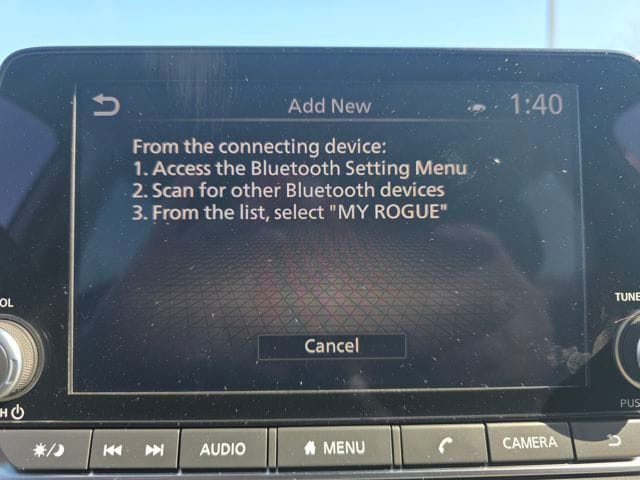 Add New
1:40
From the connecting device:
1. Access the Bluetooth Setting Menu
2. Scan for other Bluetooth devices
3. From the list, select "MY ROGUE"
OL
TUNE
Cancel
H
PUS
AUDIO
MENU
CAMERA